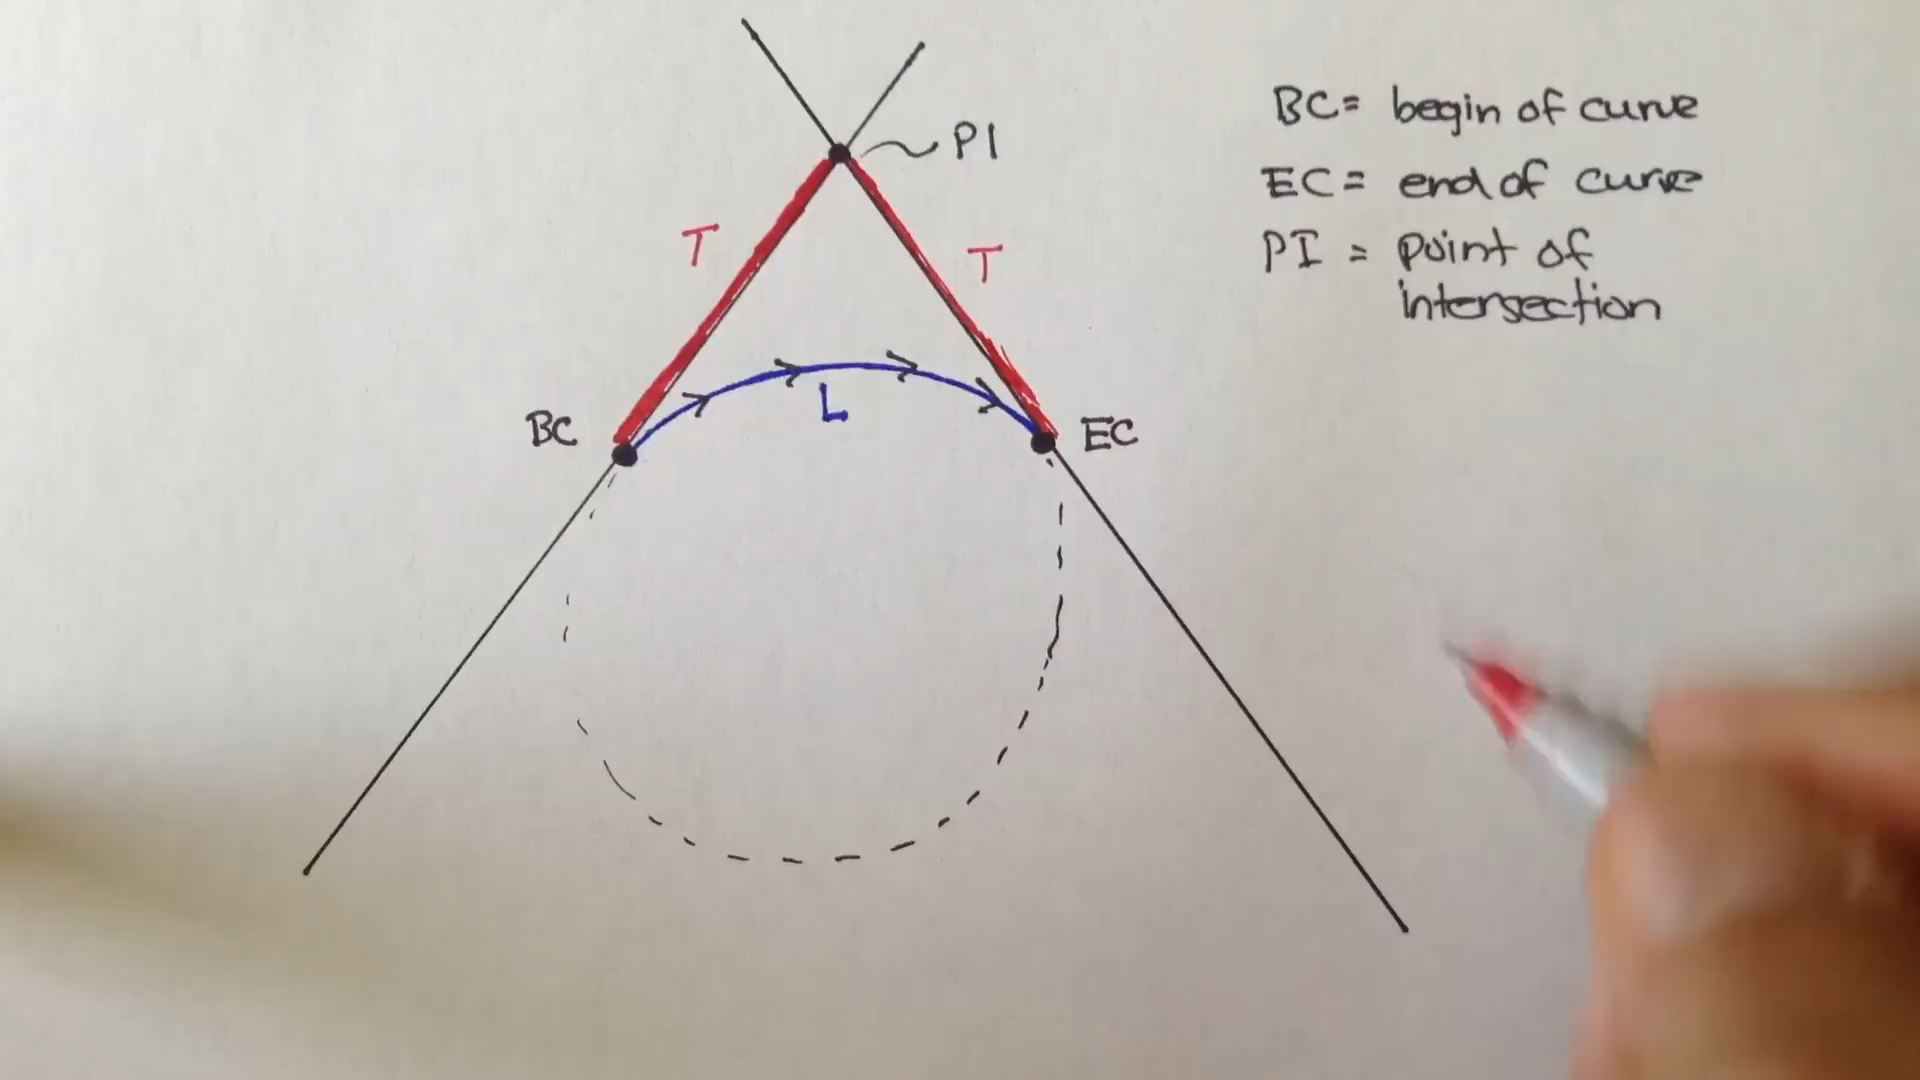 PI
T
T
L
BC
EC
BC= begin of curve
EC= end of curve
PI = point of
intersection